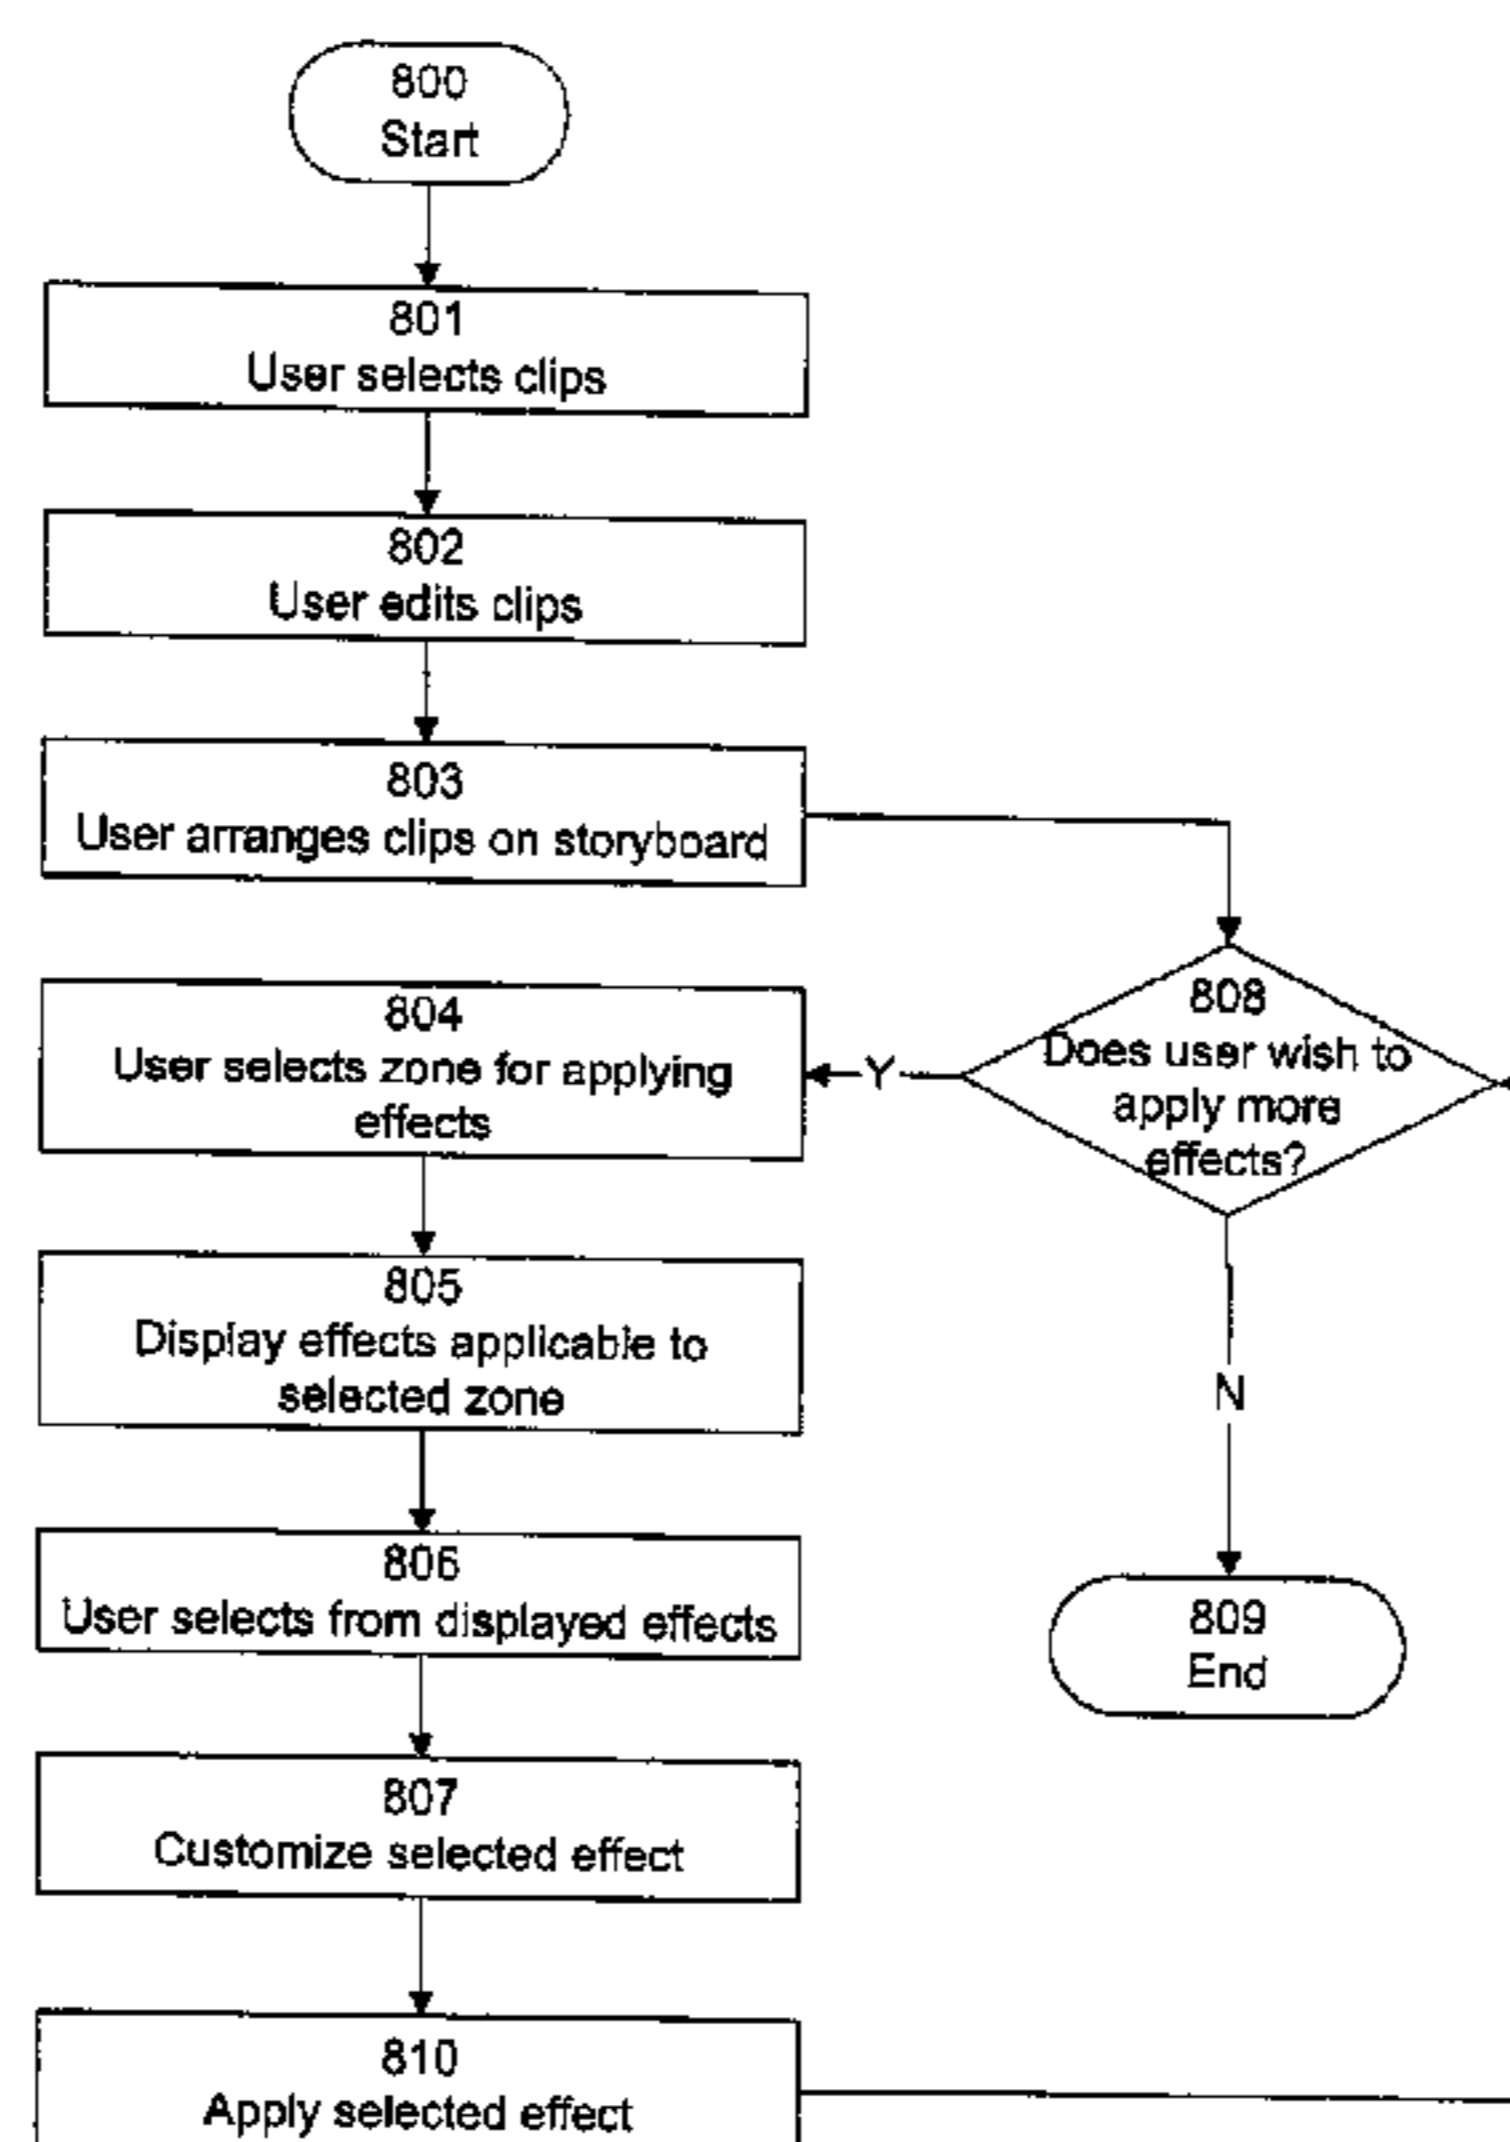 800
Start
801
User selects clips
802
User edits clips
803
User arranges clips on storyboard
804
User selects zone for applying
effects
Y
808
Does user wish to
apply more
effects?
805
Display effects applicable to
selected zone
N
806
User selects from displayed effects
809
End
807
Customize selected effect
810
Apply selected effect